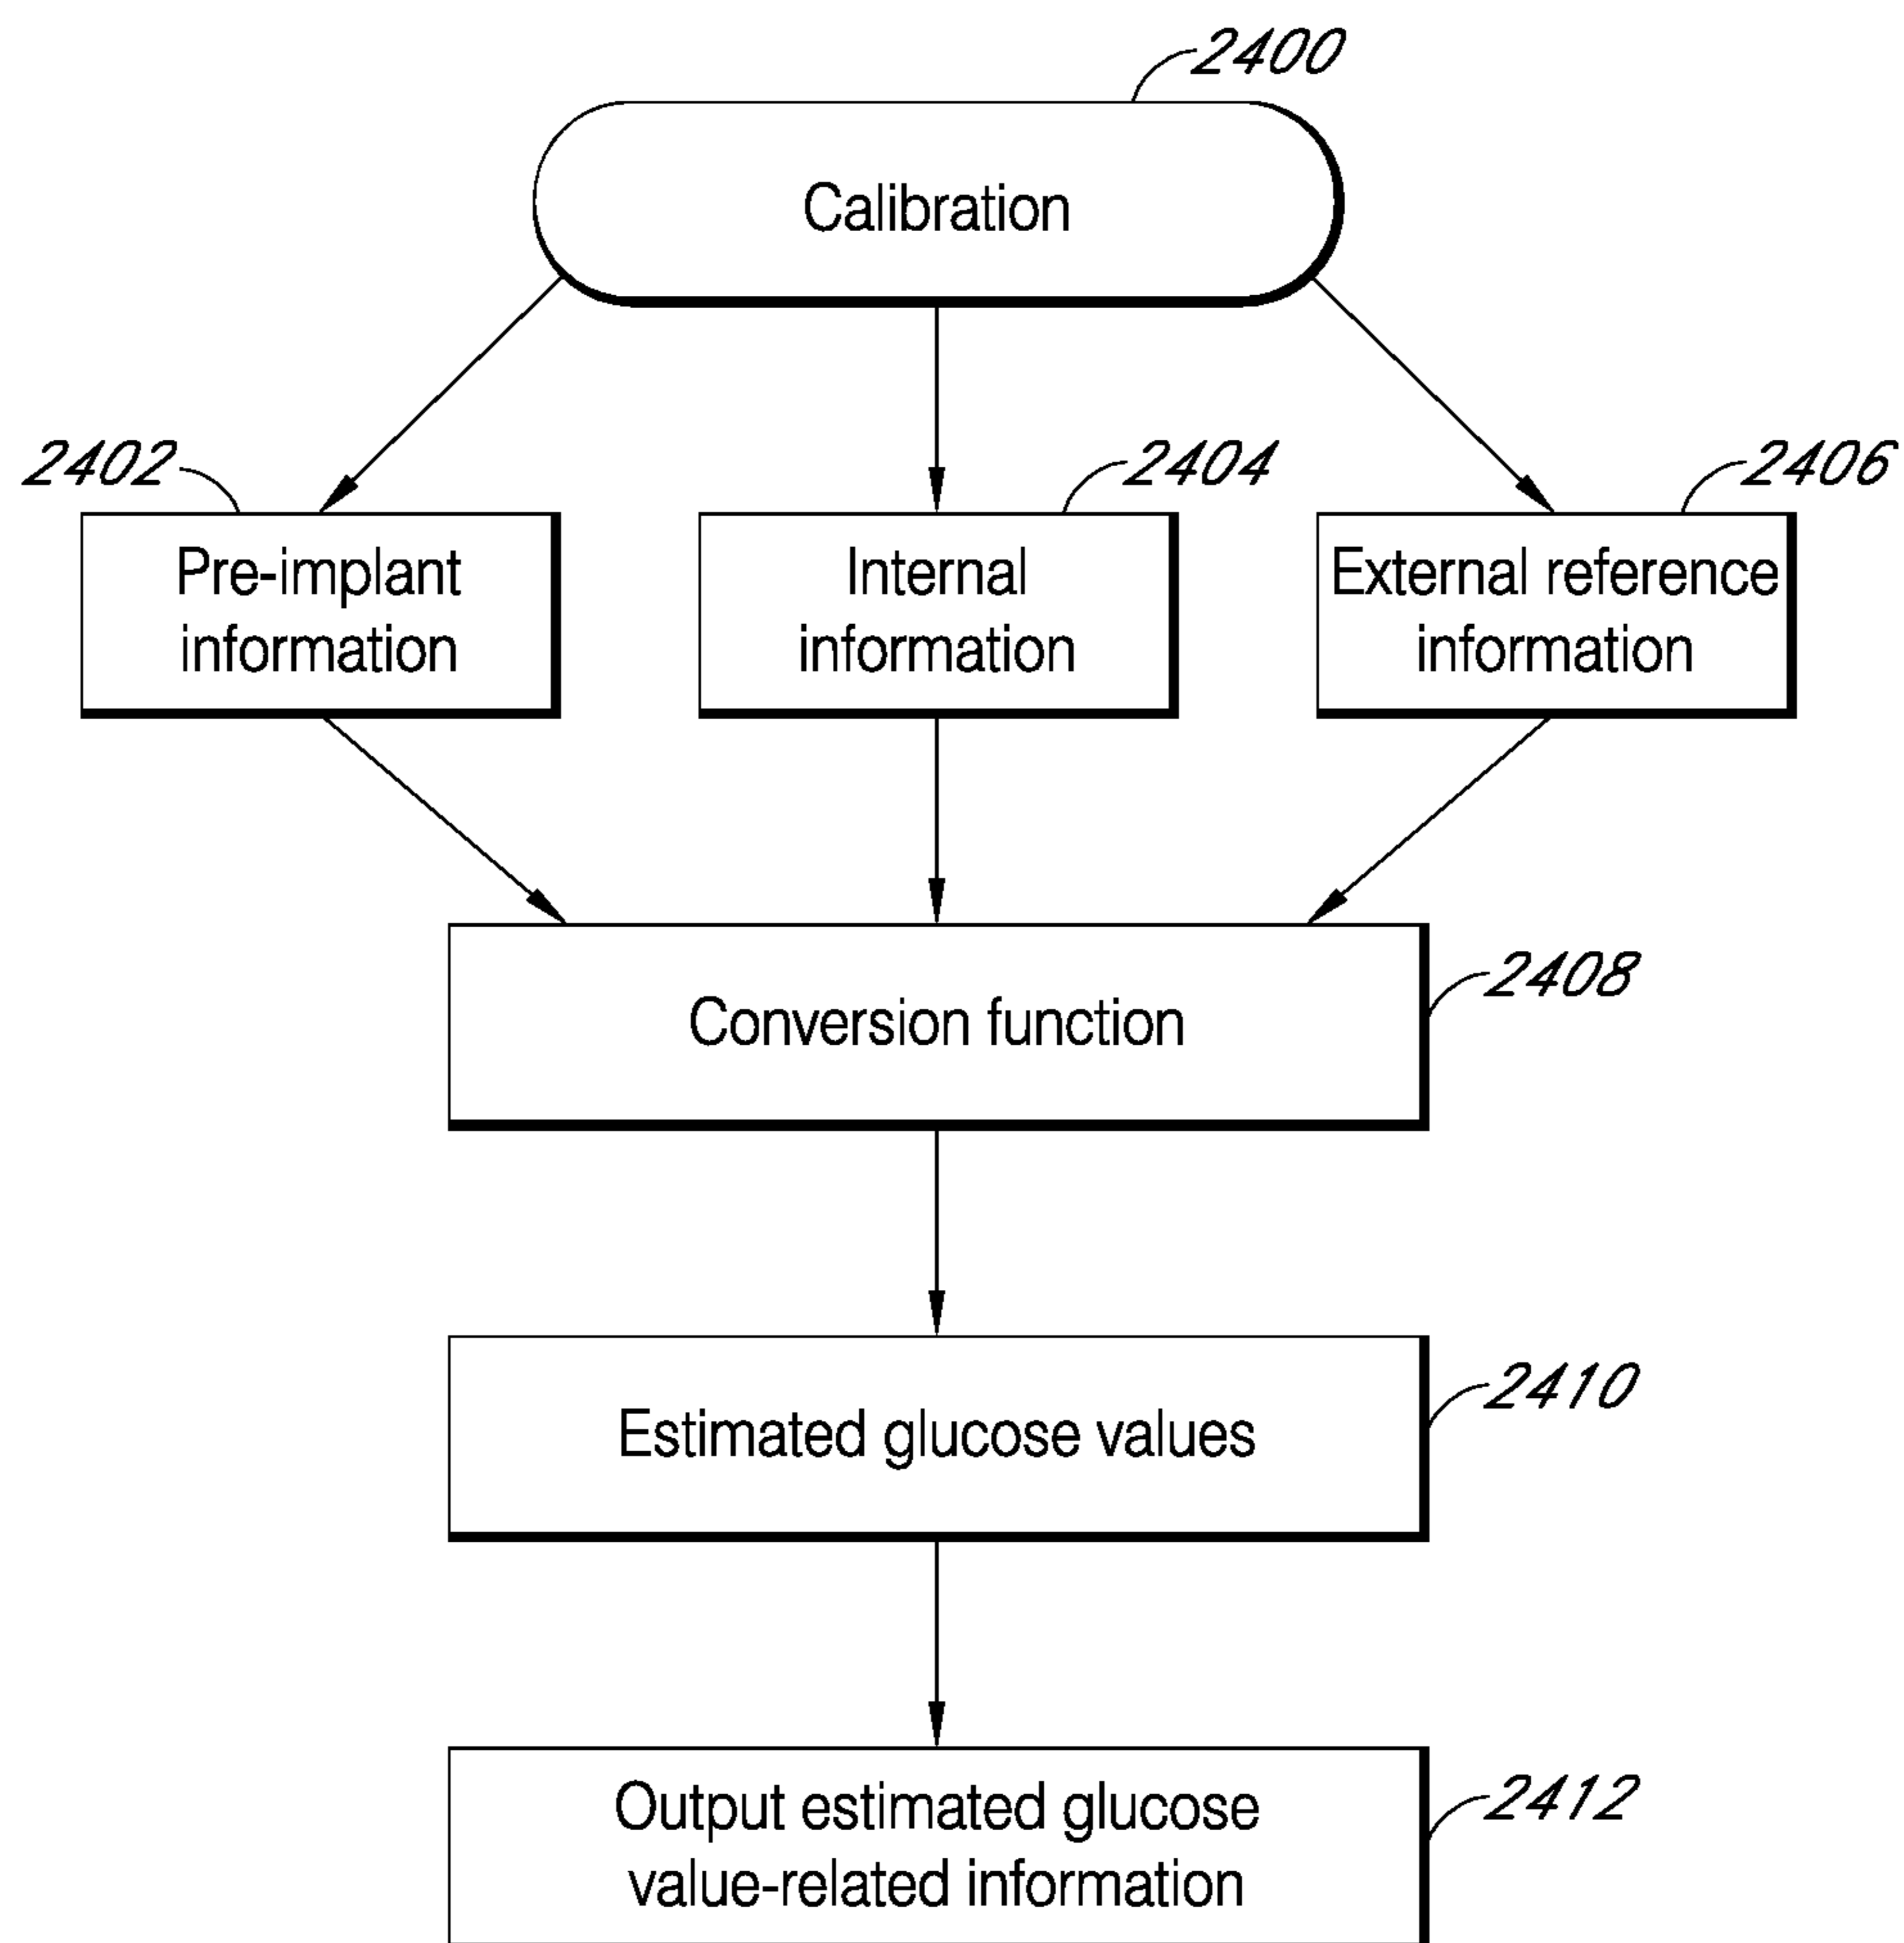 2400
Calibration
2402
2404
2406
Pre-implant
information
Internal
information
External reference
information
Conversion function
2408
Estimated glucose values
2410
Output estimated glucose
value-related information
2412